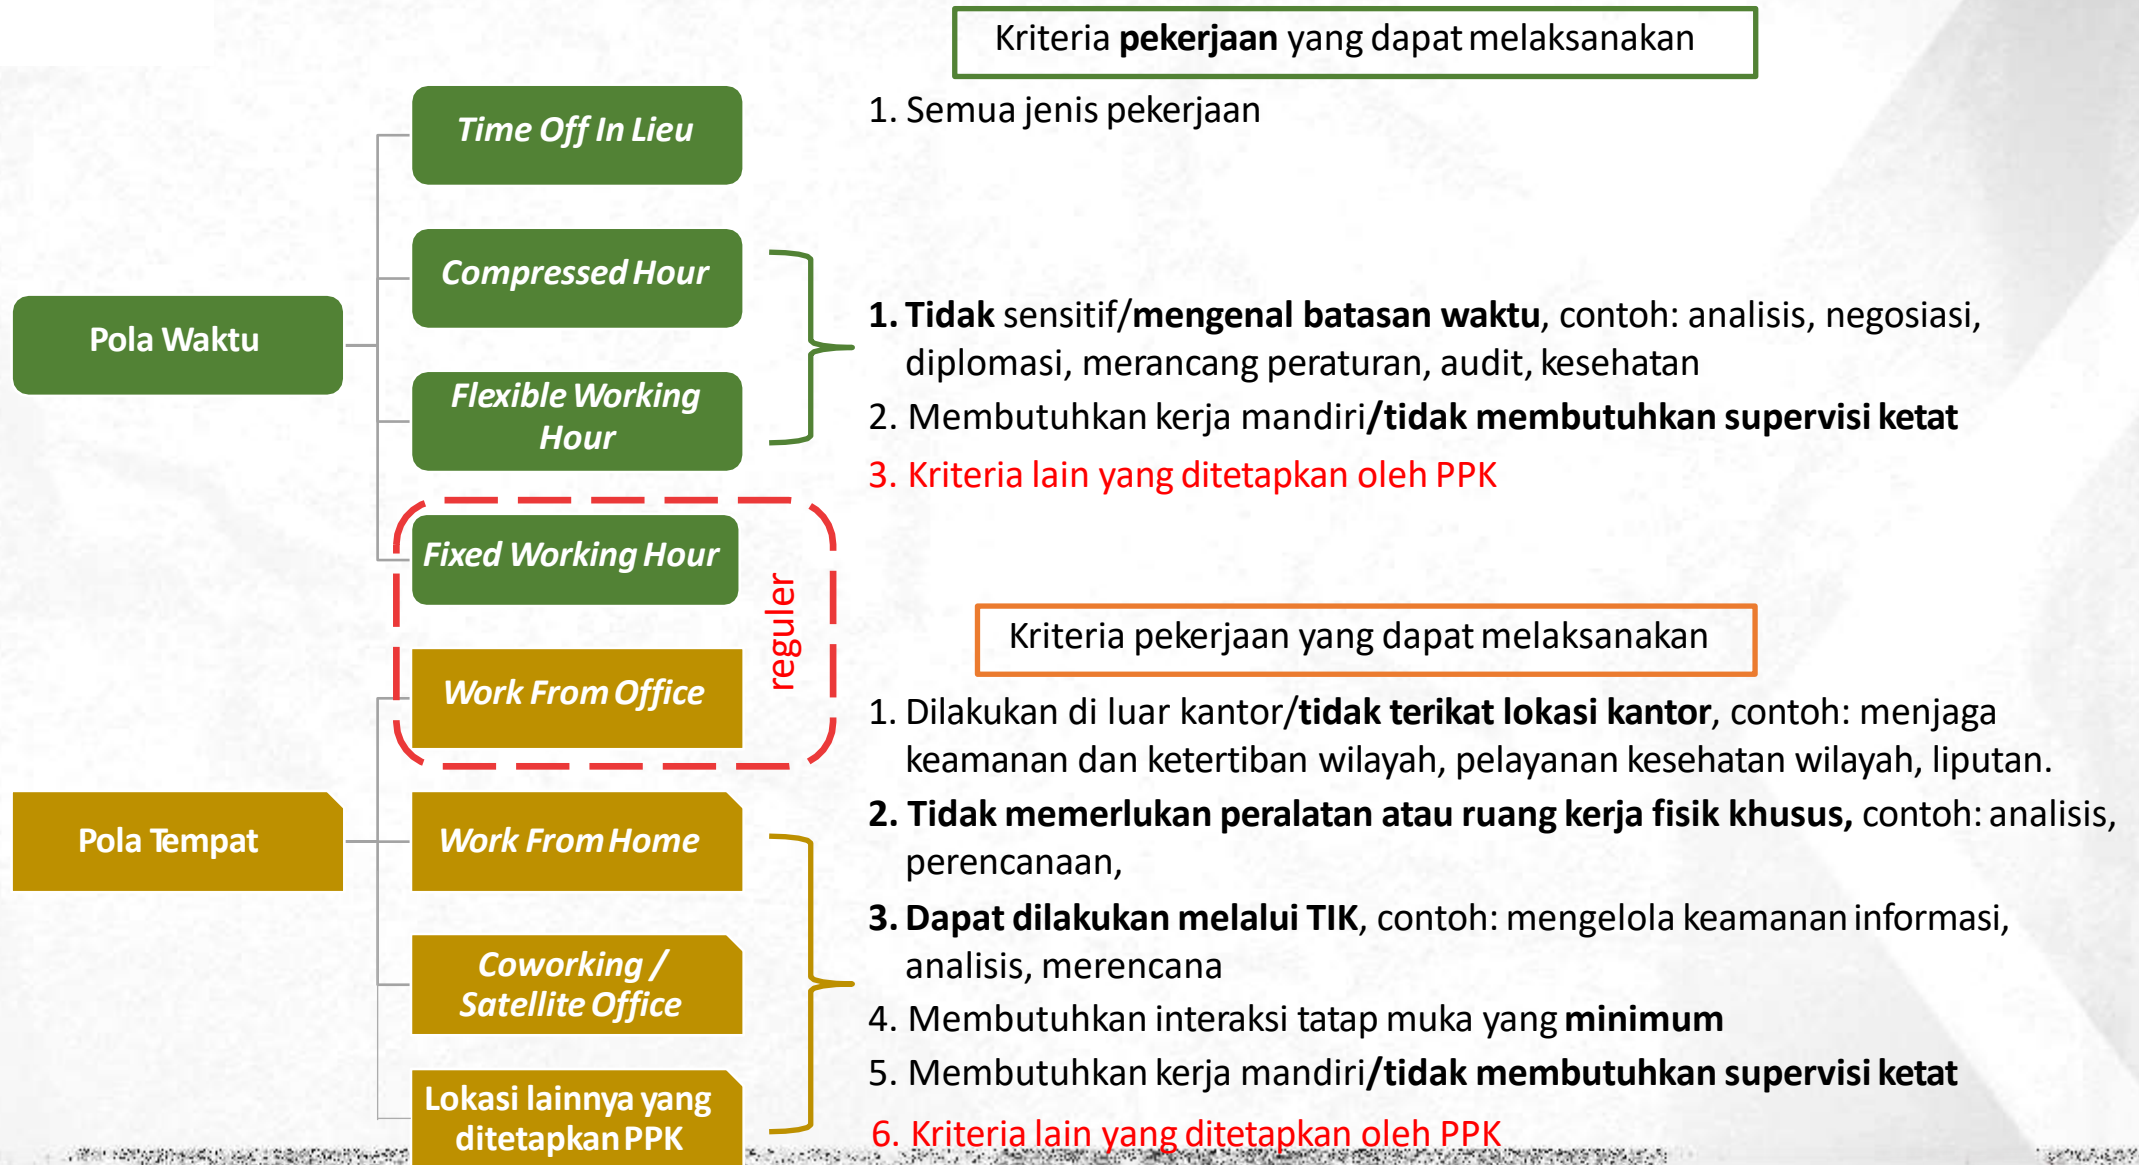 Kriteria pekerjaan yang dapat melaksanakan
Time Off In Lieu
1. Semua jenis pekerjaan
Pola Waktu
Compressed Hour
Flexible Working
Hour
1. Tidak sensitif/mengenal batasan waktu, contoh: analisis, negosiasi,
diplomasi, merancang peraturan, audit, kesehatan
2. Membutuhkan kerja mandiri/tidak membutuhkan supervisi ketat
3. Kriteria lain yang ditetapkan oleh PPK
Fixed Working Hour
reguler
Kriteria pekerjaan yang dapat melaksanakan
Work From Office
Pola Tempat
Work From Home
Coworking /
Satellite Office
Lokasi lainnya yang
ditetapkan PPK
1. Dilakukan di luar kantor/tidak terikat lokasi kantor, contoh: menjaga
keamanan dan ketertiban wilayah, pelayanan kesehatan wilayah, liputan.
2. Tidak memerlukan peralatan atau ruang kerja fisik khusus, contoh: analisis,
perencanaan,
3. Dapat dilakukan melalui TIK, contoh: mengelola keamanan informasi,
analisis, merencana
4. Membutuhkan interaksi tatap muka yang minimum
5. Membutuhkan kerja mandiri/tidak membutuhkan supervisi ketat
6. Kriteria lain yang ditetapkan oleh PPK